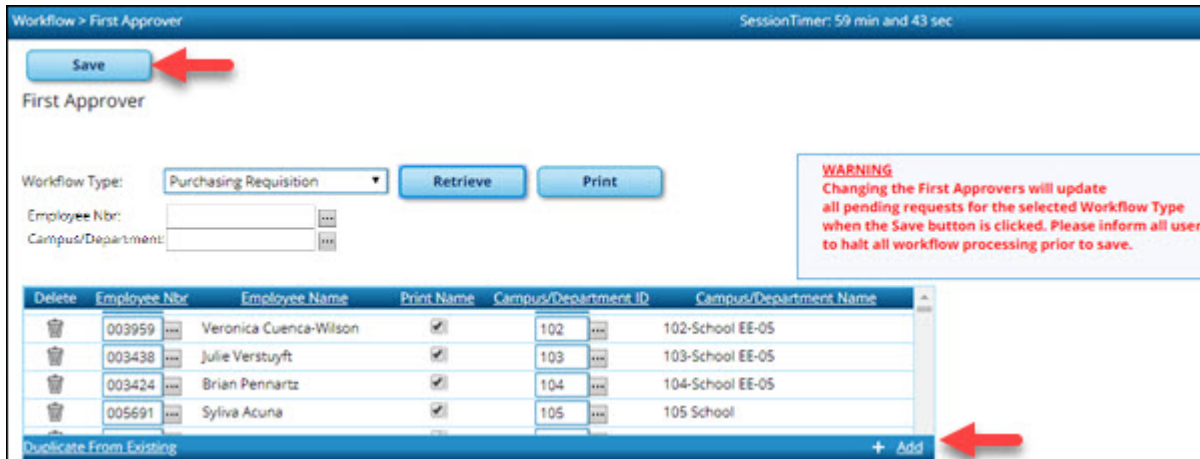 Workflow > First Approver SessionTimer: 59 min and 43 sec
Save
First Approver
Workflow Type: Purchasing Requisition Retrieve Print
Employee Nbr:
Campus/Department:
WARNING
Changing the First Approvers will update
all pending requests for the selected Workflow Type
when the Save button is clicked. Please inform all user
to halt all workflow processing prior to save.
Delete Employee Nbr Employee Name Print Name Campus/Department ID Campus/Department Name
003959 ... Veronica Cuenca-Wilson 102 ... 102-School EE-05
003438 ... Julie Verstuyft 103 ... 103-School EE-05
003424 ... Brian Pennartz 104 ... 104-School EE-05
005691 ... Syliva Acuna 105 ... 105 School
Duplicate From Existing + Add